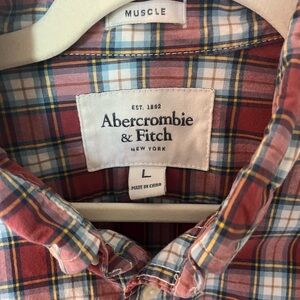 MUSCLE
EST. 1892
Abercrombie
& Fitch
NEW YORK
L
MADE IN CHINA